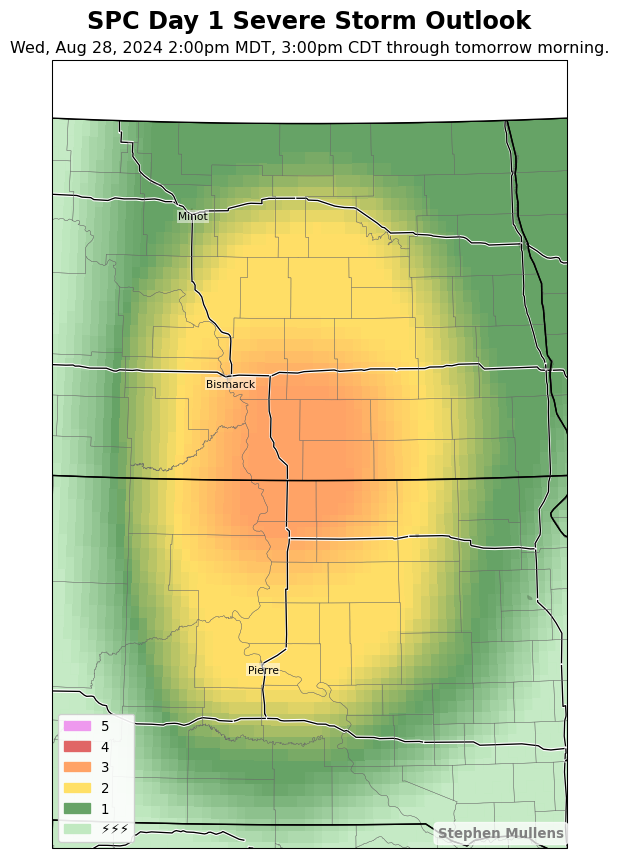 SPC Day 1 Severe Storm Outlook
Wed, Aug 28, 2024 2:00pm MDT, 3:00pm CDT through tomorrow morning.
Minot
Bismarck
Pierre
5
4
3
2
1
⚡⚡⚡
Stephen Mullens